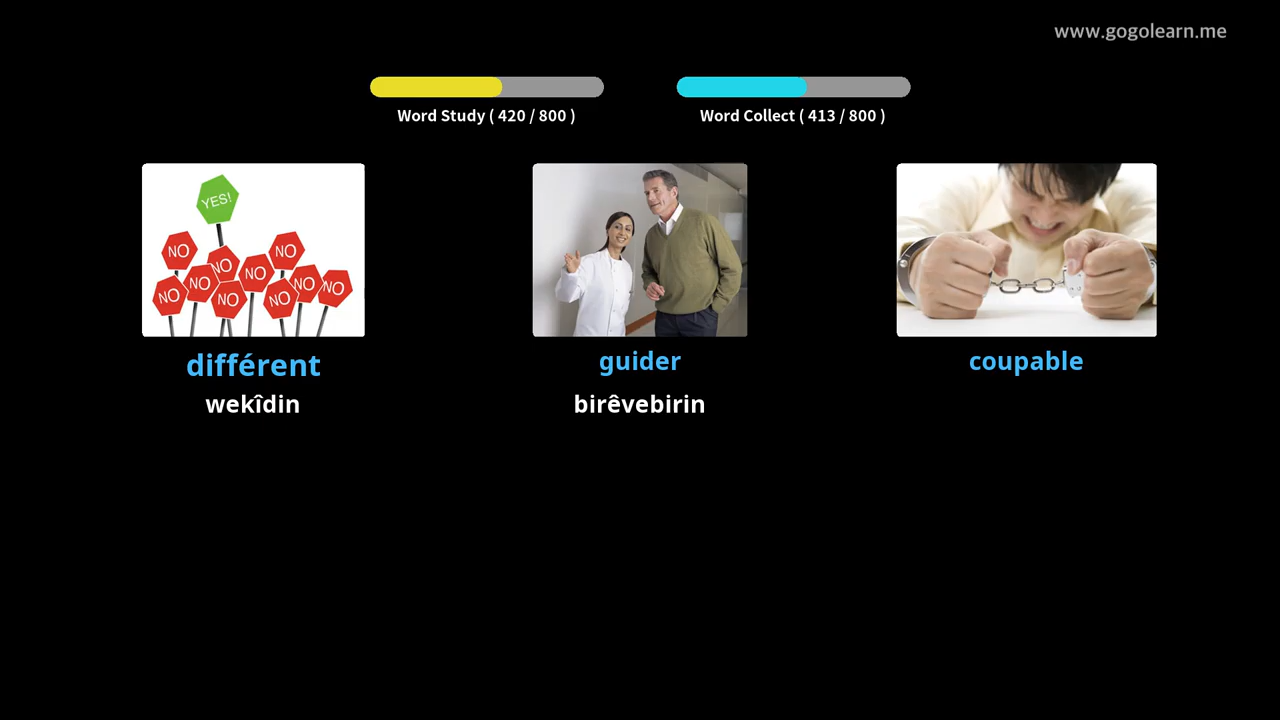 www.gogolearn.me
Word Study ( 420 / 800 )
Word Collect ( 413 / 800 )
YES!
NO
NO
NO
NO
NO
NO
NO
NO
NO
NO
différent
guider
coupable
wekîdin
birêvebirin